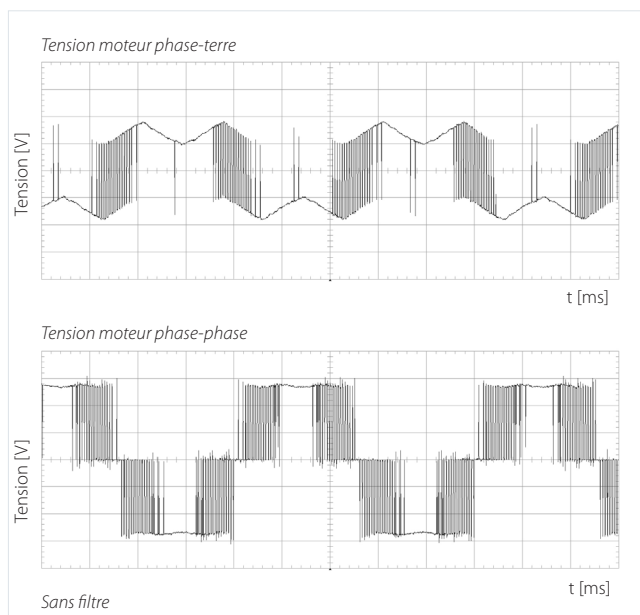 Tension moteur phase-terre
Tension [V]
t [ms]
Tension moteur phase-phase
Tension [V]
t [ms]
Sans filtre